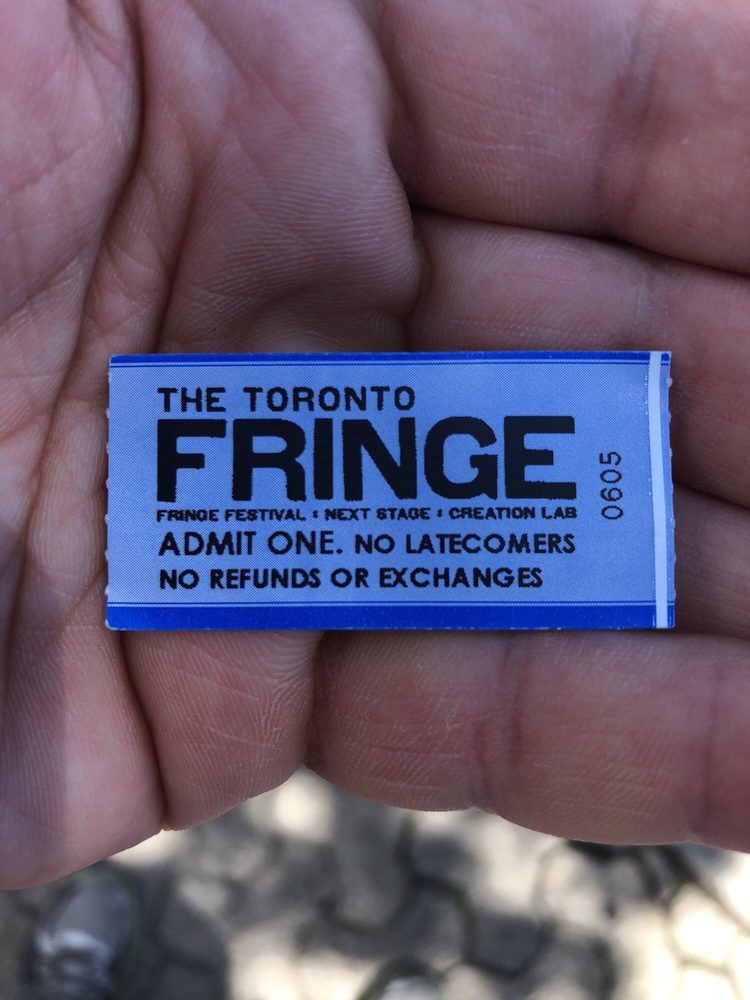 THE TORONTO
FRINGE
FRINGE FESTIVAL : NEXT STAGE : CREATION LAB
ADMIT ONE. NO LATECOMERS
NO REFUNDS OR EXCHANGES
0605